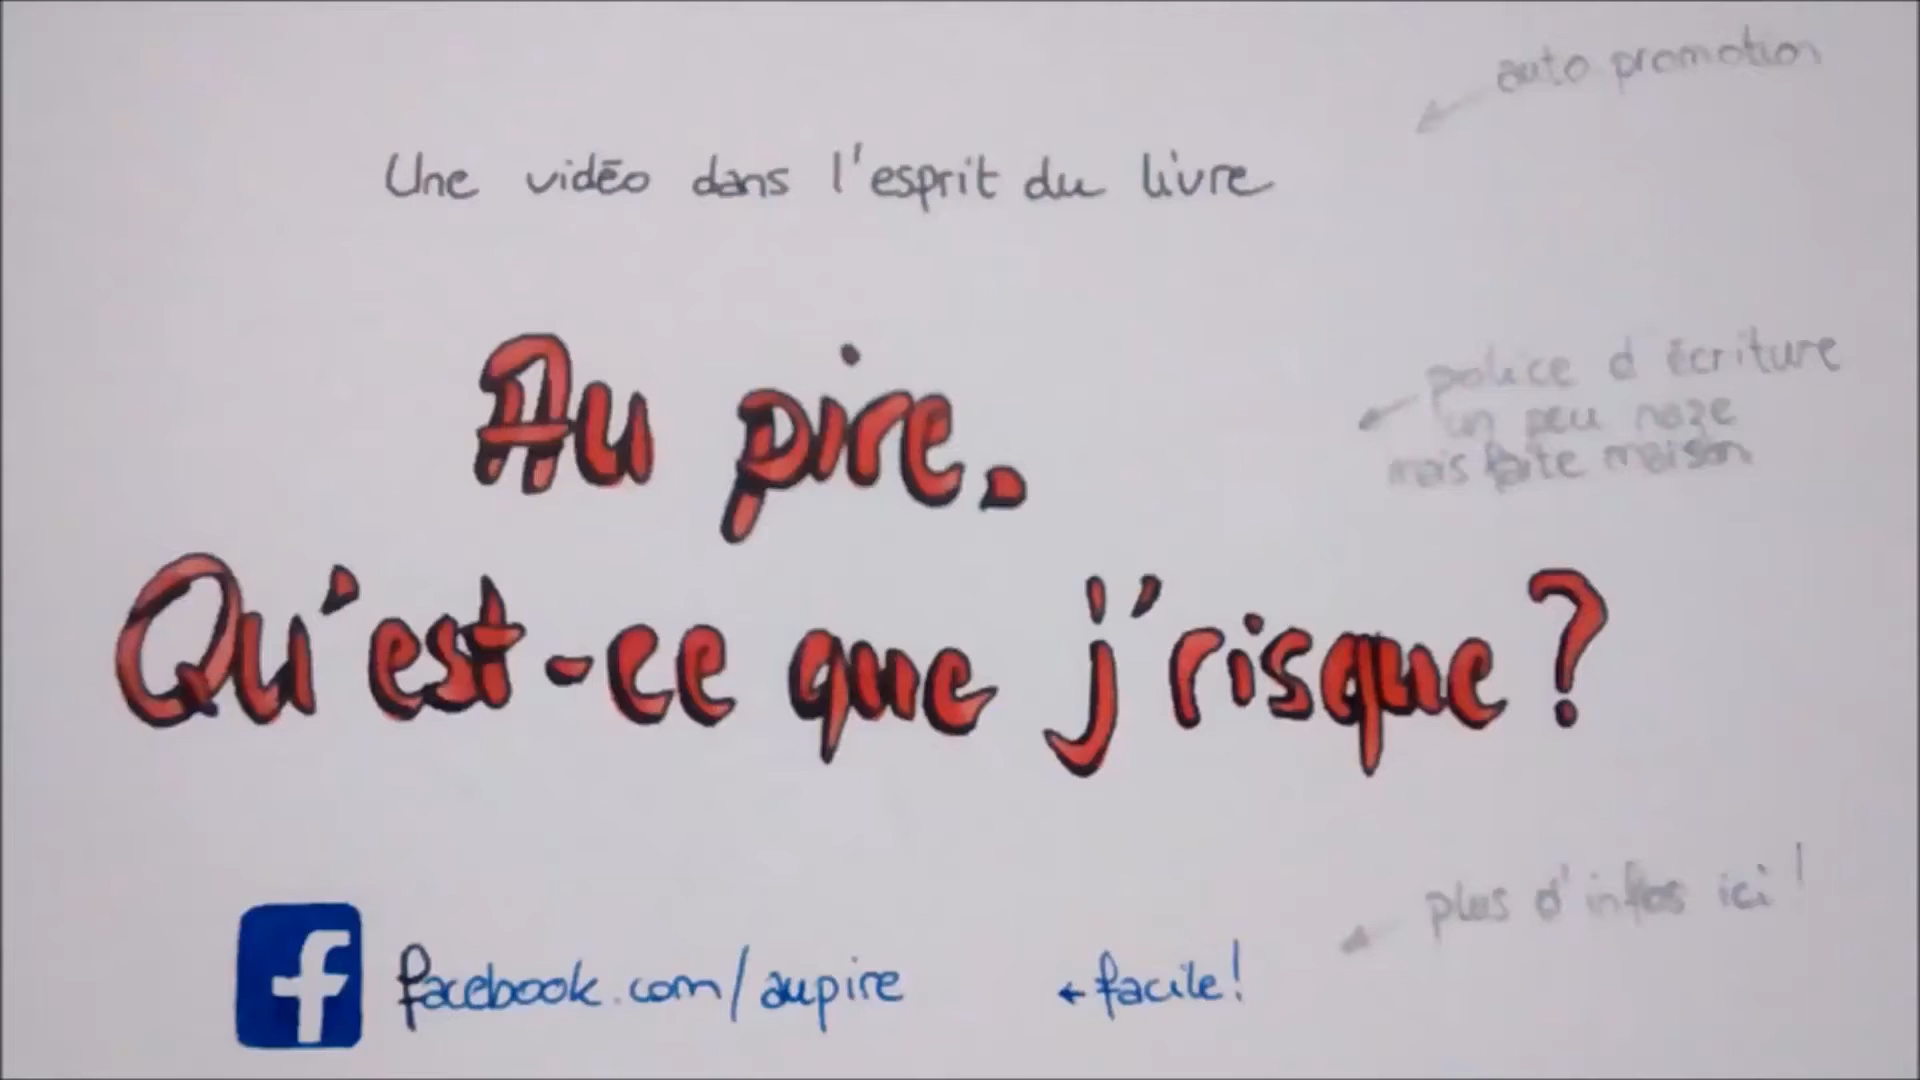 auto promotion
Une vidéo dans l'esprit du livre
Au pire.
police d'écriture
un peu naze
mais faite maison
Qu'est-ce que j'risque ?
plus d'infos ici !
f facebook.com/aupire ← facile !